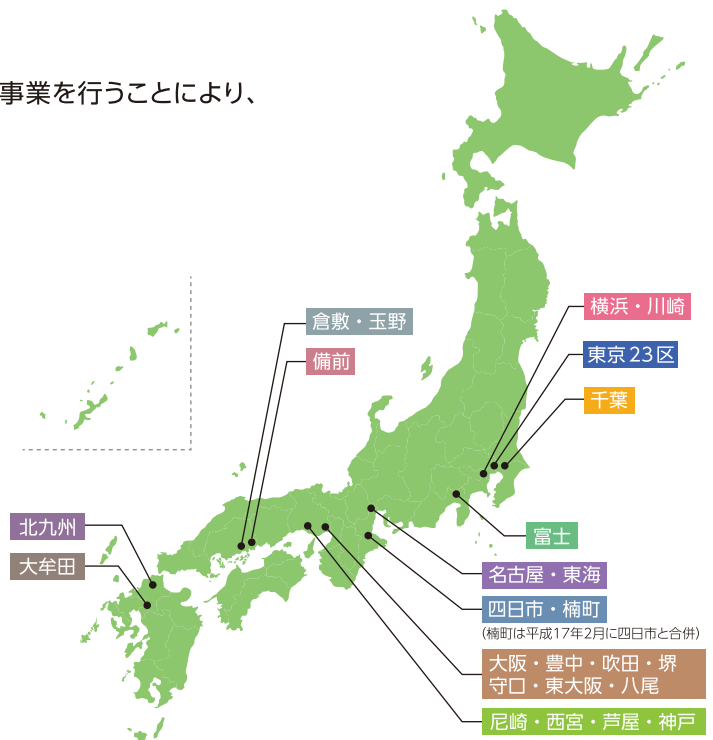 事業を行うことにより、
横浜・川崎
倉敷・玉野
東京23区
備前
千葉
北九州
富士
大牟田
名古屋・東海
四日市・楠町
(楠町は平成17年2月に四日市と合併)
大阪・豊中・吹田・堺
守口・東大阪・八尾
尼崎・西宮・芦屋・神戸